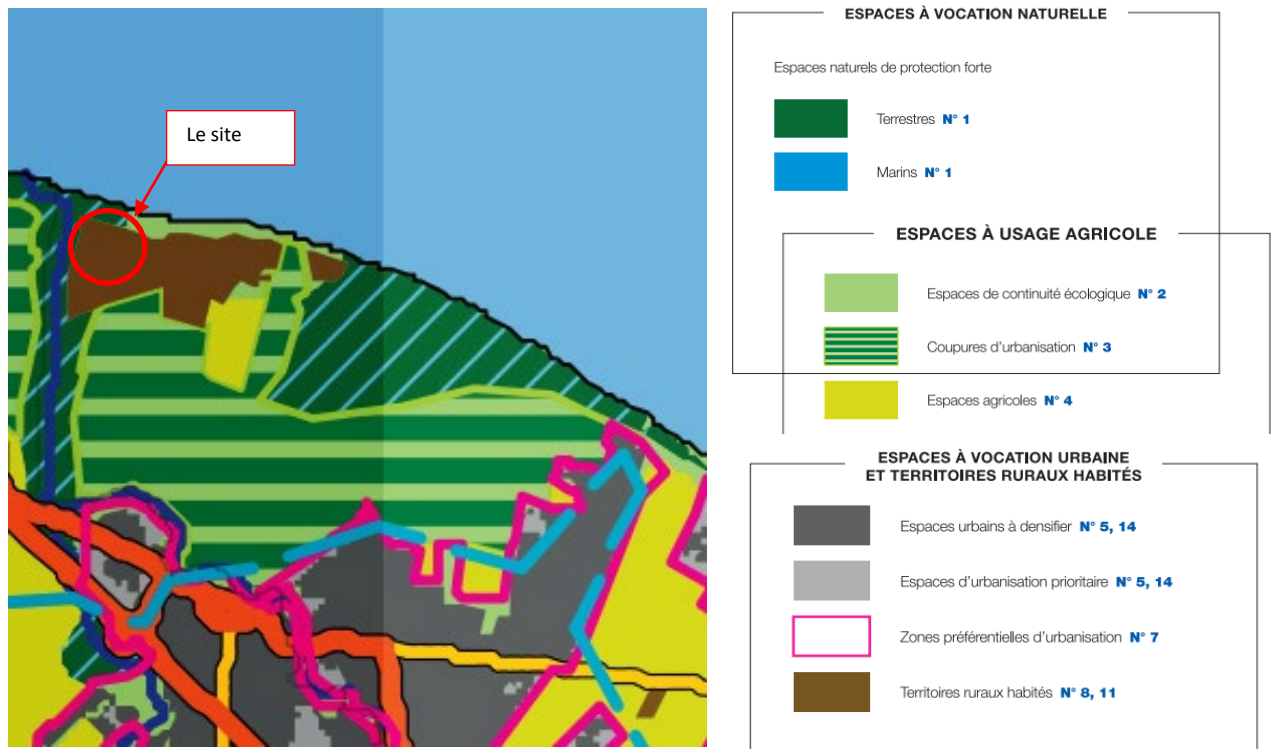 Le site
ESPACES À VOCATION NATURELLE
Espaces naturels de protection forte
Terrestres N° 1
Marins N° 1
ESPACES À USAGE AGRICOLE
Espaces de continuité écologique N° 2
Coupures d'urbanisation N° 3
Espaces agricoles N° 4
ESPACES À VOCATION URBAINE
ET TERRITOIRES RURAUX HABITÉS
Espaces urbains à densifier N° 5, 14
Espaces d'urbanisation prioritaire N° 5, 14
Zones préférentielles d'urbanisation N° 7
Territoires ruraux habités N° 8, 11